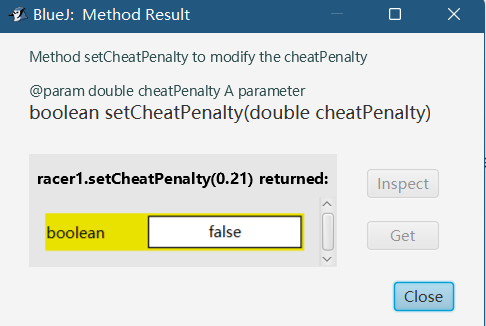 BlueJ: Method Result
Method setCheatPenalty to modify the cheatPenalty
@param double cheatPenalty A parameter
boolean setCheatPenalty(double cheatPenalty)
racer1.setCheatPenalty(0.21) returned:
Inspect
boolean false
Get
Close